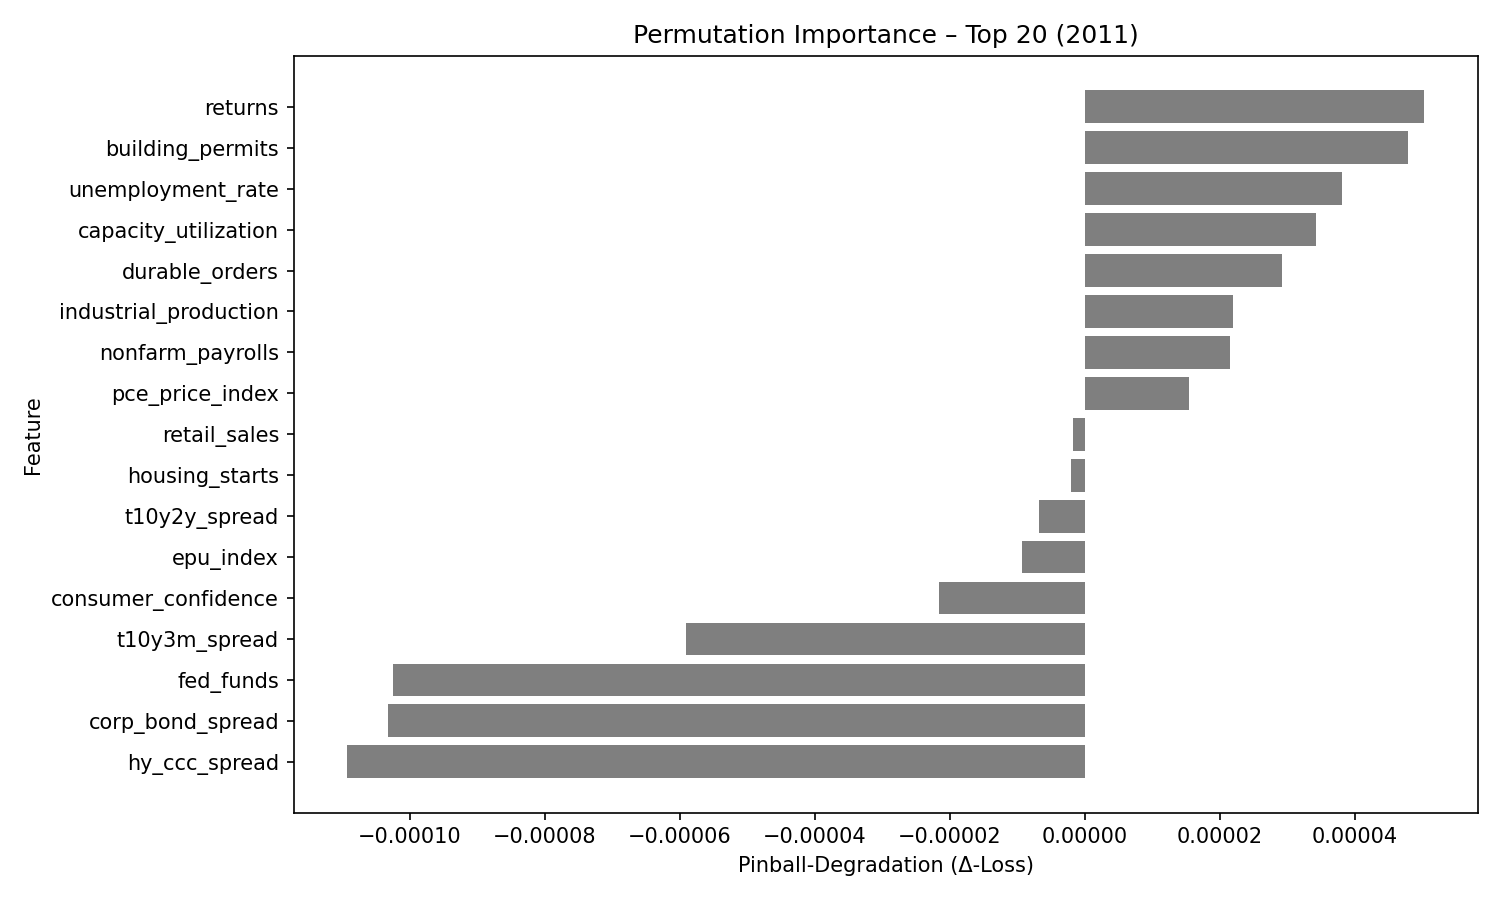 Permutation Importance – Top 20 (2011)
Feature
returns
building_permits
unemployment_rate
capacity_utilization
durable_orders
industrial_production
nonfarm_payrolls
pce_price_index
retail_sales
housing_starts
t10y2y_spread
epu_index
consumer_confidence
t10y3m_spread
fed_funds
corp_bond_spread
hy_ccc_spread
−0.00010 −0.00008 −0.00006 −0.00004 −0.00002 0.00000 0.00002 0.00004
Pinball-Degradation (Δ-Loss)